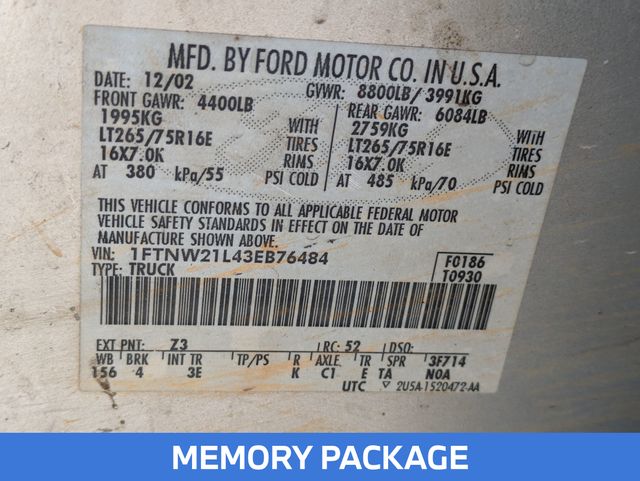 MFD. BY FORD MOTOR CO. IN U.S.A.
DATE: 12/02 GVWR: 8800LB/ 3991KG
FRONT GAWR: 4400LB REAR GAWR: 6084LB
1995KG WITH 2759KG WITH
LT265/75R16E TIRES LT265/75R16E TIRES
16X7.0K RIMS 16X7.0K RIMS
AT 380 kPa/55 PSI COLD AT 485 kPa/70 PSI COLD
THIS VEHICLE CONFORMS TO ALL APPLICABLE FEDERAL MOTOR
VEHICLE SAFETY STANDARDS IN EFFECT ON THE DATE OF
MANUFACTURE SHOWN ABOVE.
VIN: 1FTNW21L43EB76484 F0186
TYPE: TRUCK T0930
EXT PNT: Z3 RC: 52 DSO:
WB BRK INT TR TP/PS R AXLE TR SPR 3F714
156 4 3E K C1 E TA NOA
UTC ▽ 2U5A-1520472-AA
MEMORY PACKAGE